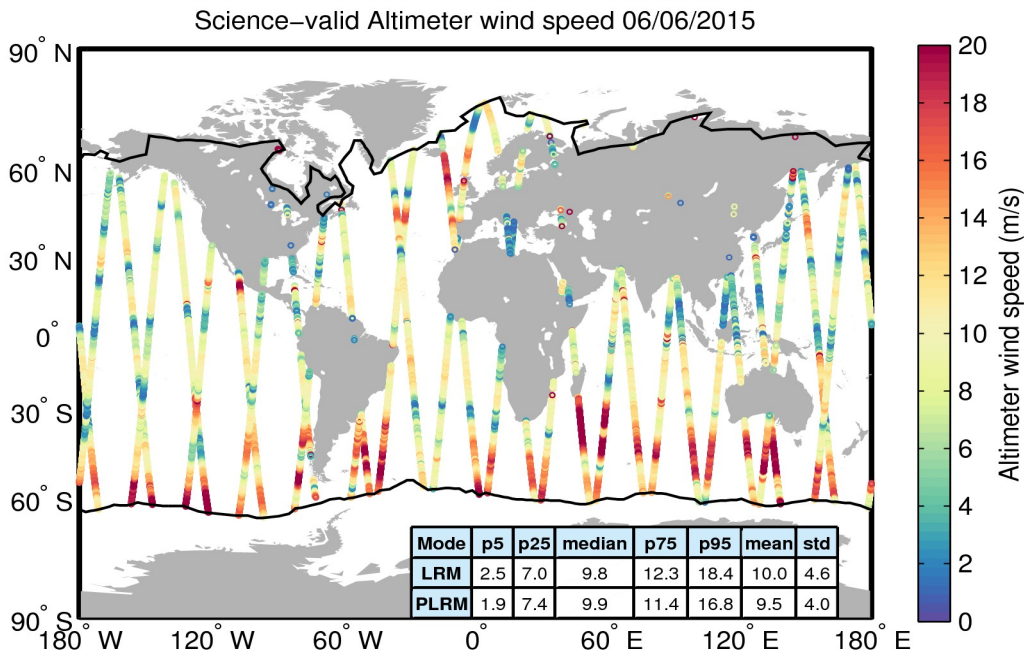 Science−valid Altimeter wind speed 06/06/2015
90° N
60° N
30° N
0°
30° S
60° S
90° S
180° W
120° W
60° W
0°
60° E
120° E
180° E
Mode p5 p25 median p75 p95 mean std
LRM 2.5 7.0 9.8 12.3 18.4 10.0 4.6
PLRM 1.9 7.4 9.9 11.4 16.8 9.5 4.0
20
18
16
14
12
10
8
6
4
2
0
Altimeter wind speed (m/s)